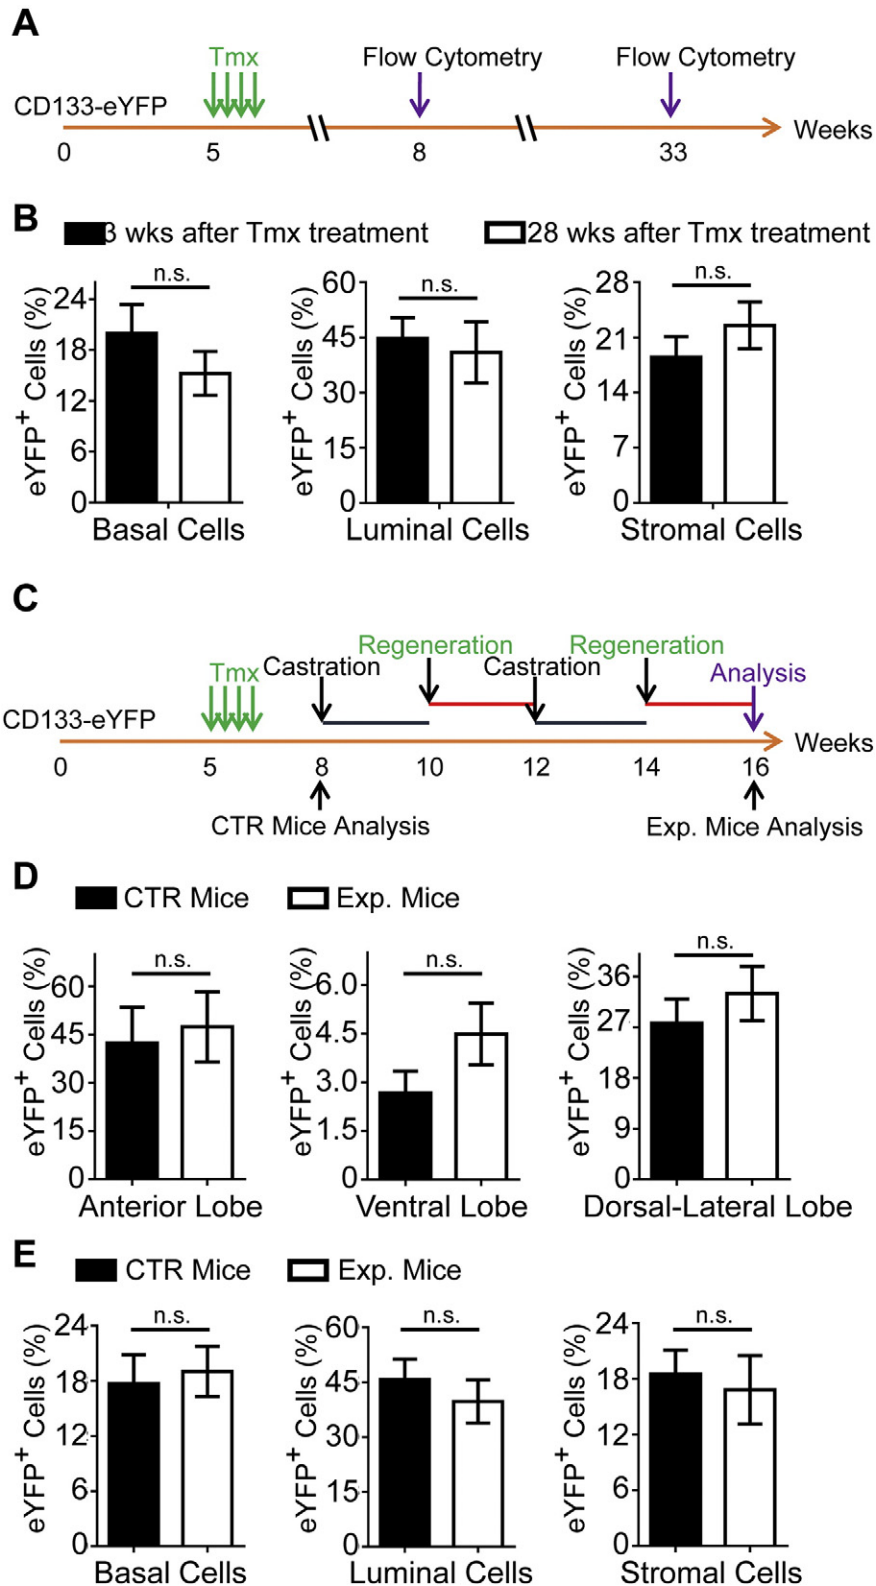 A
Tmx Flow Cytometry Flow Cytometry
CD133-eYFP
Weeks
0 5 8 33
B
3 wks after Tmx treatment 28 wks after Tmx treatment
n.s. n.s. n.s.
eYFP+ Cells (%) eYFP+ Cells (%) eYFP+ Cells (%)
24 60 28
18 45 21
12 30 14
6 15 7
0 0 0
Basal Cells Luminal Cells Stromal Cells
C
Regeneration Regeneration
Tmx Castration Castration Analysis
CD133-eYFP
Weeks
0 5 8 10 12 14 16
CTR Mice Analysis Exp. Mice Analysis
D
CTR Mice Exp. Mice
n.s. n.s. n.s.
eYFP+ Cells (%) eYFP+ Cells (%) eYFP+ Cells (%)
60 6.0 36
45 4.5 27
30 3.0 18
15 1.5 9
0 0 0
Anterior Lobe Ventral Lobe Dorsal-Lateral Lobe
E
CTR Mice Exp. Mice
n.s. n.s. n.s.
eYFP+ Cells (%) eYFP+ Cells (%) eYFP+ Cells (%)
24 60 24
18 45 18
12 30 12
6 15 6
0 0 0
Basal Cells Luminal Cells Stromal Cells